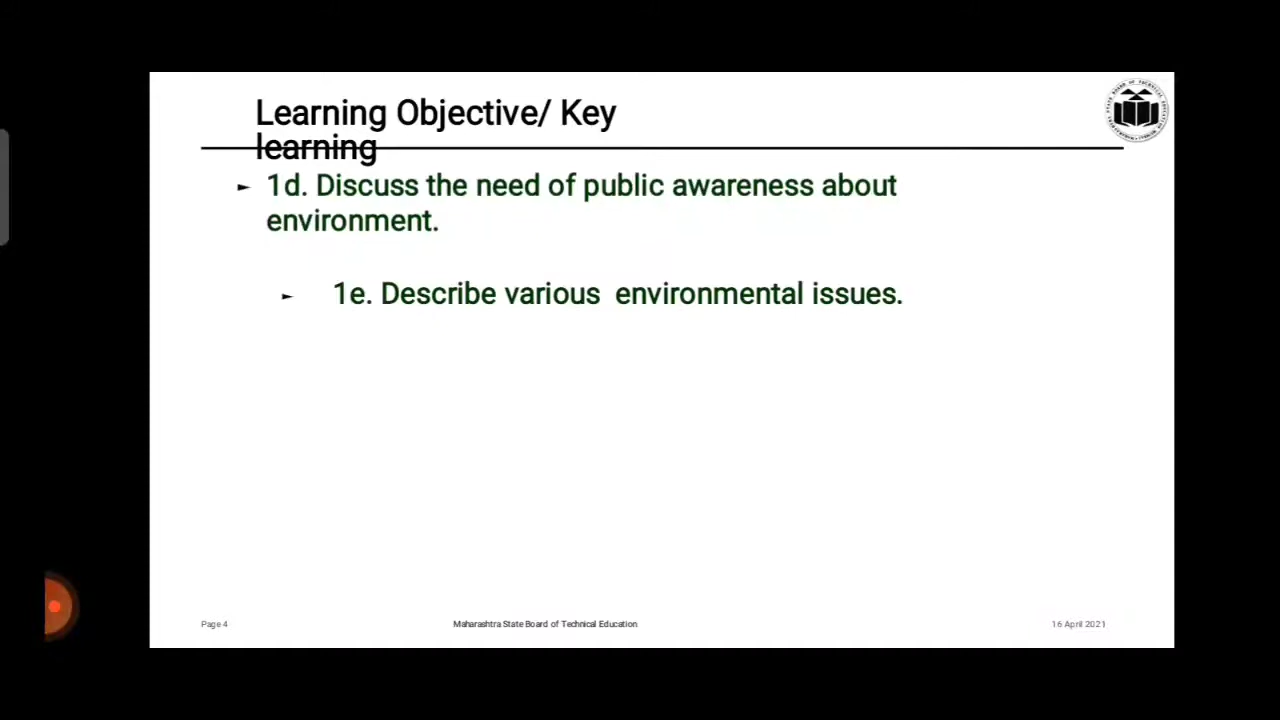 Learning Objective/ Key
learning
► 1d. Discuss the need of public awareness about
environment.
► 1e. Describe various environmental issues.
Page 4
Maharashtra State Board of Technical Education
16 April 2021